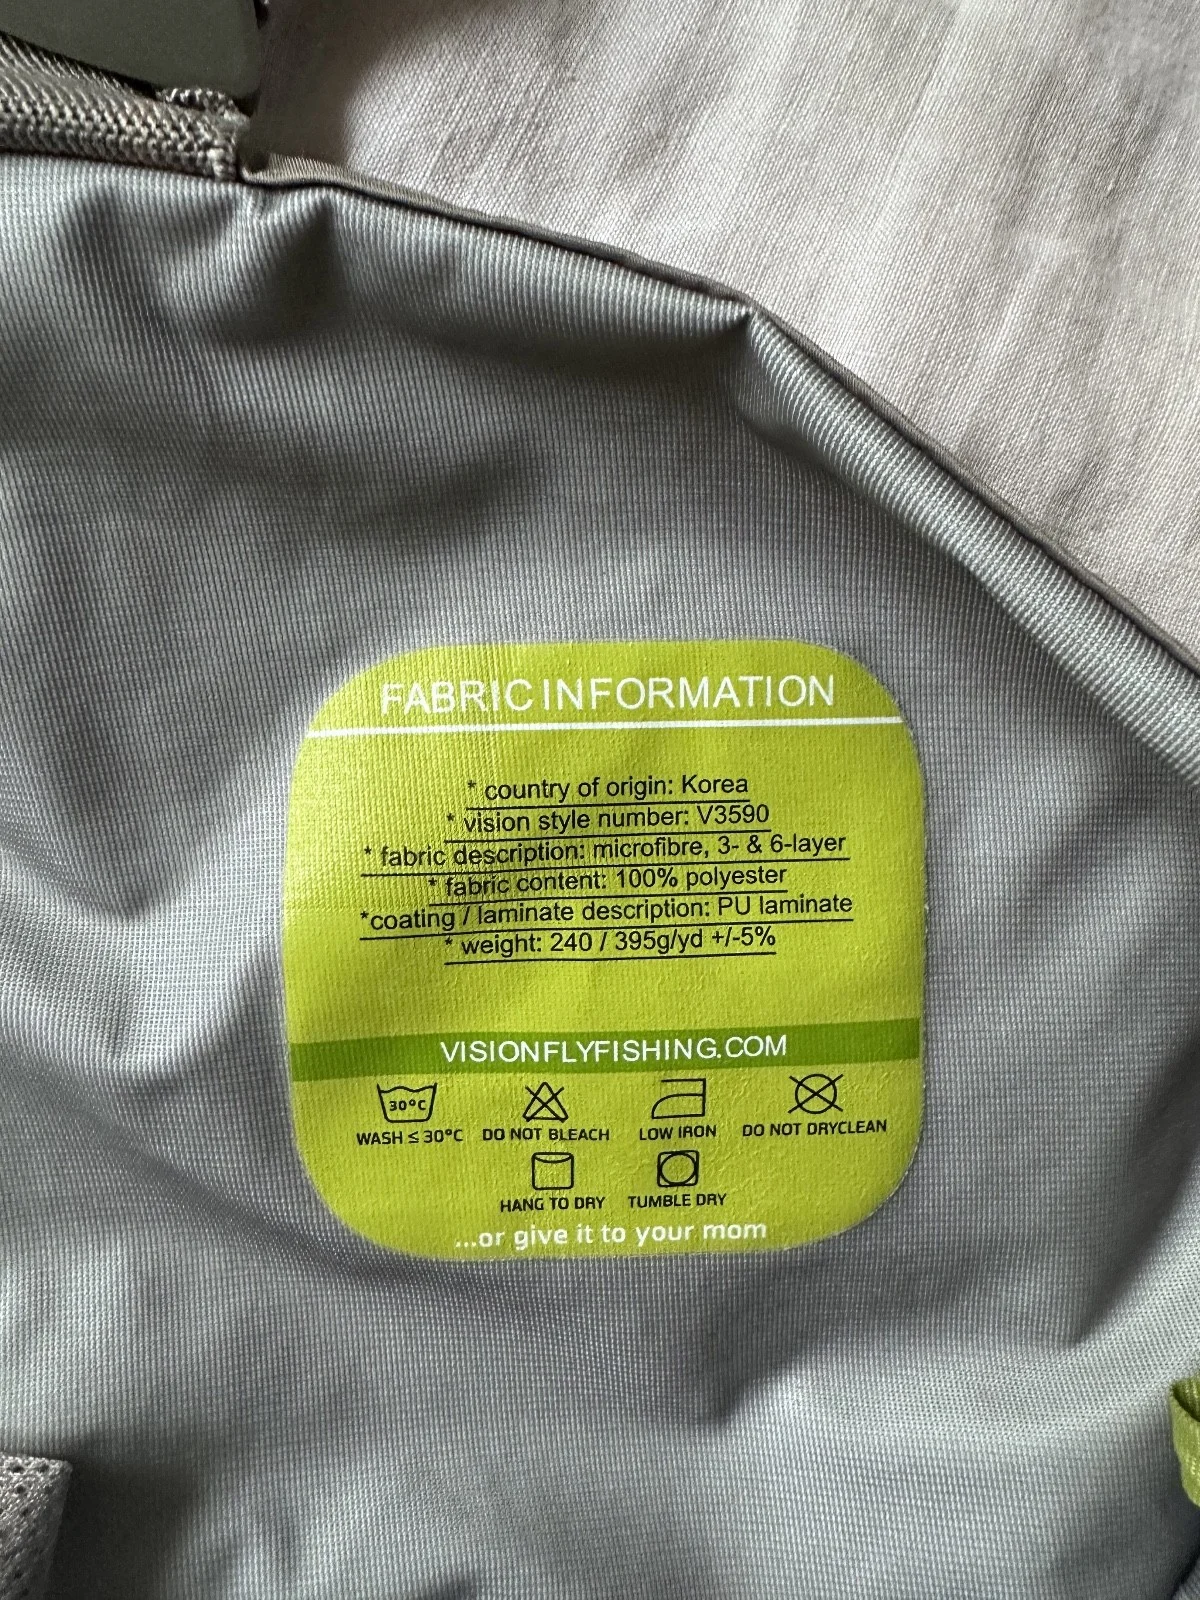 FABRIC INFORMATION
* country of origin: Korea
* vision style number: V3590
* fabric description: microfibre, 3- & 6-layer
* fabric content: 100% polyester
*coating / laminate description: PU laminate
* weight: 240 / 395g/yd +/-5%
VISIONFLYFISHING.COM
30°C
WASH ≤ 30°C DO NOT BLEACH LOW IRON DO NOT DRYCLEAN
HANG TO DRY TUMBLE DRY
...or give it to your mom